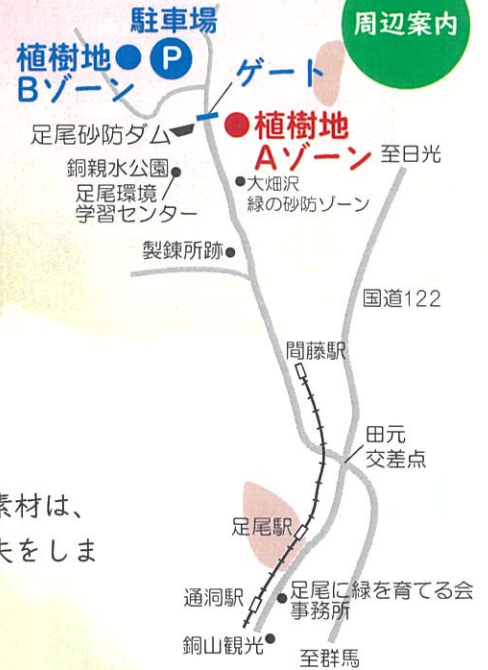 周辺案内
駐車場
P
植樹地
Bゾーン
ゲート
足尾砂防ダム
植樹地
Aゾーン
至日光
銅親水公園
足尾環境
学習センター
大畑沢
緑の砂防ゾーン
製錬所跡
国道122
間藤駅
田元
交差点
素材は、
夫をしま
足尾駅
通洞駅
足尾に緑を育てる会
事務所
銅山観光
至群馬